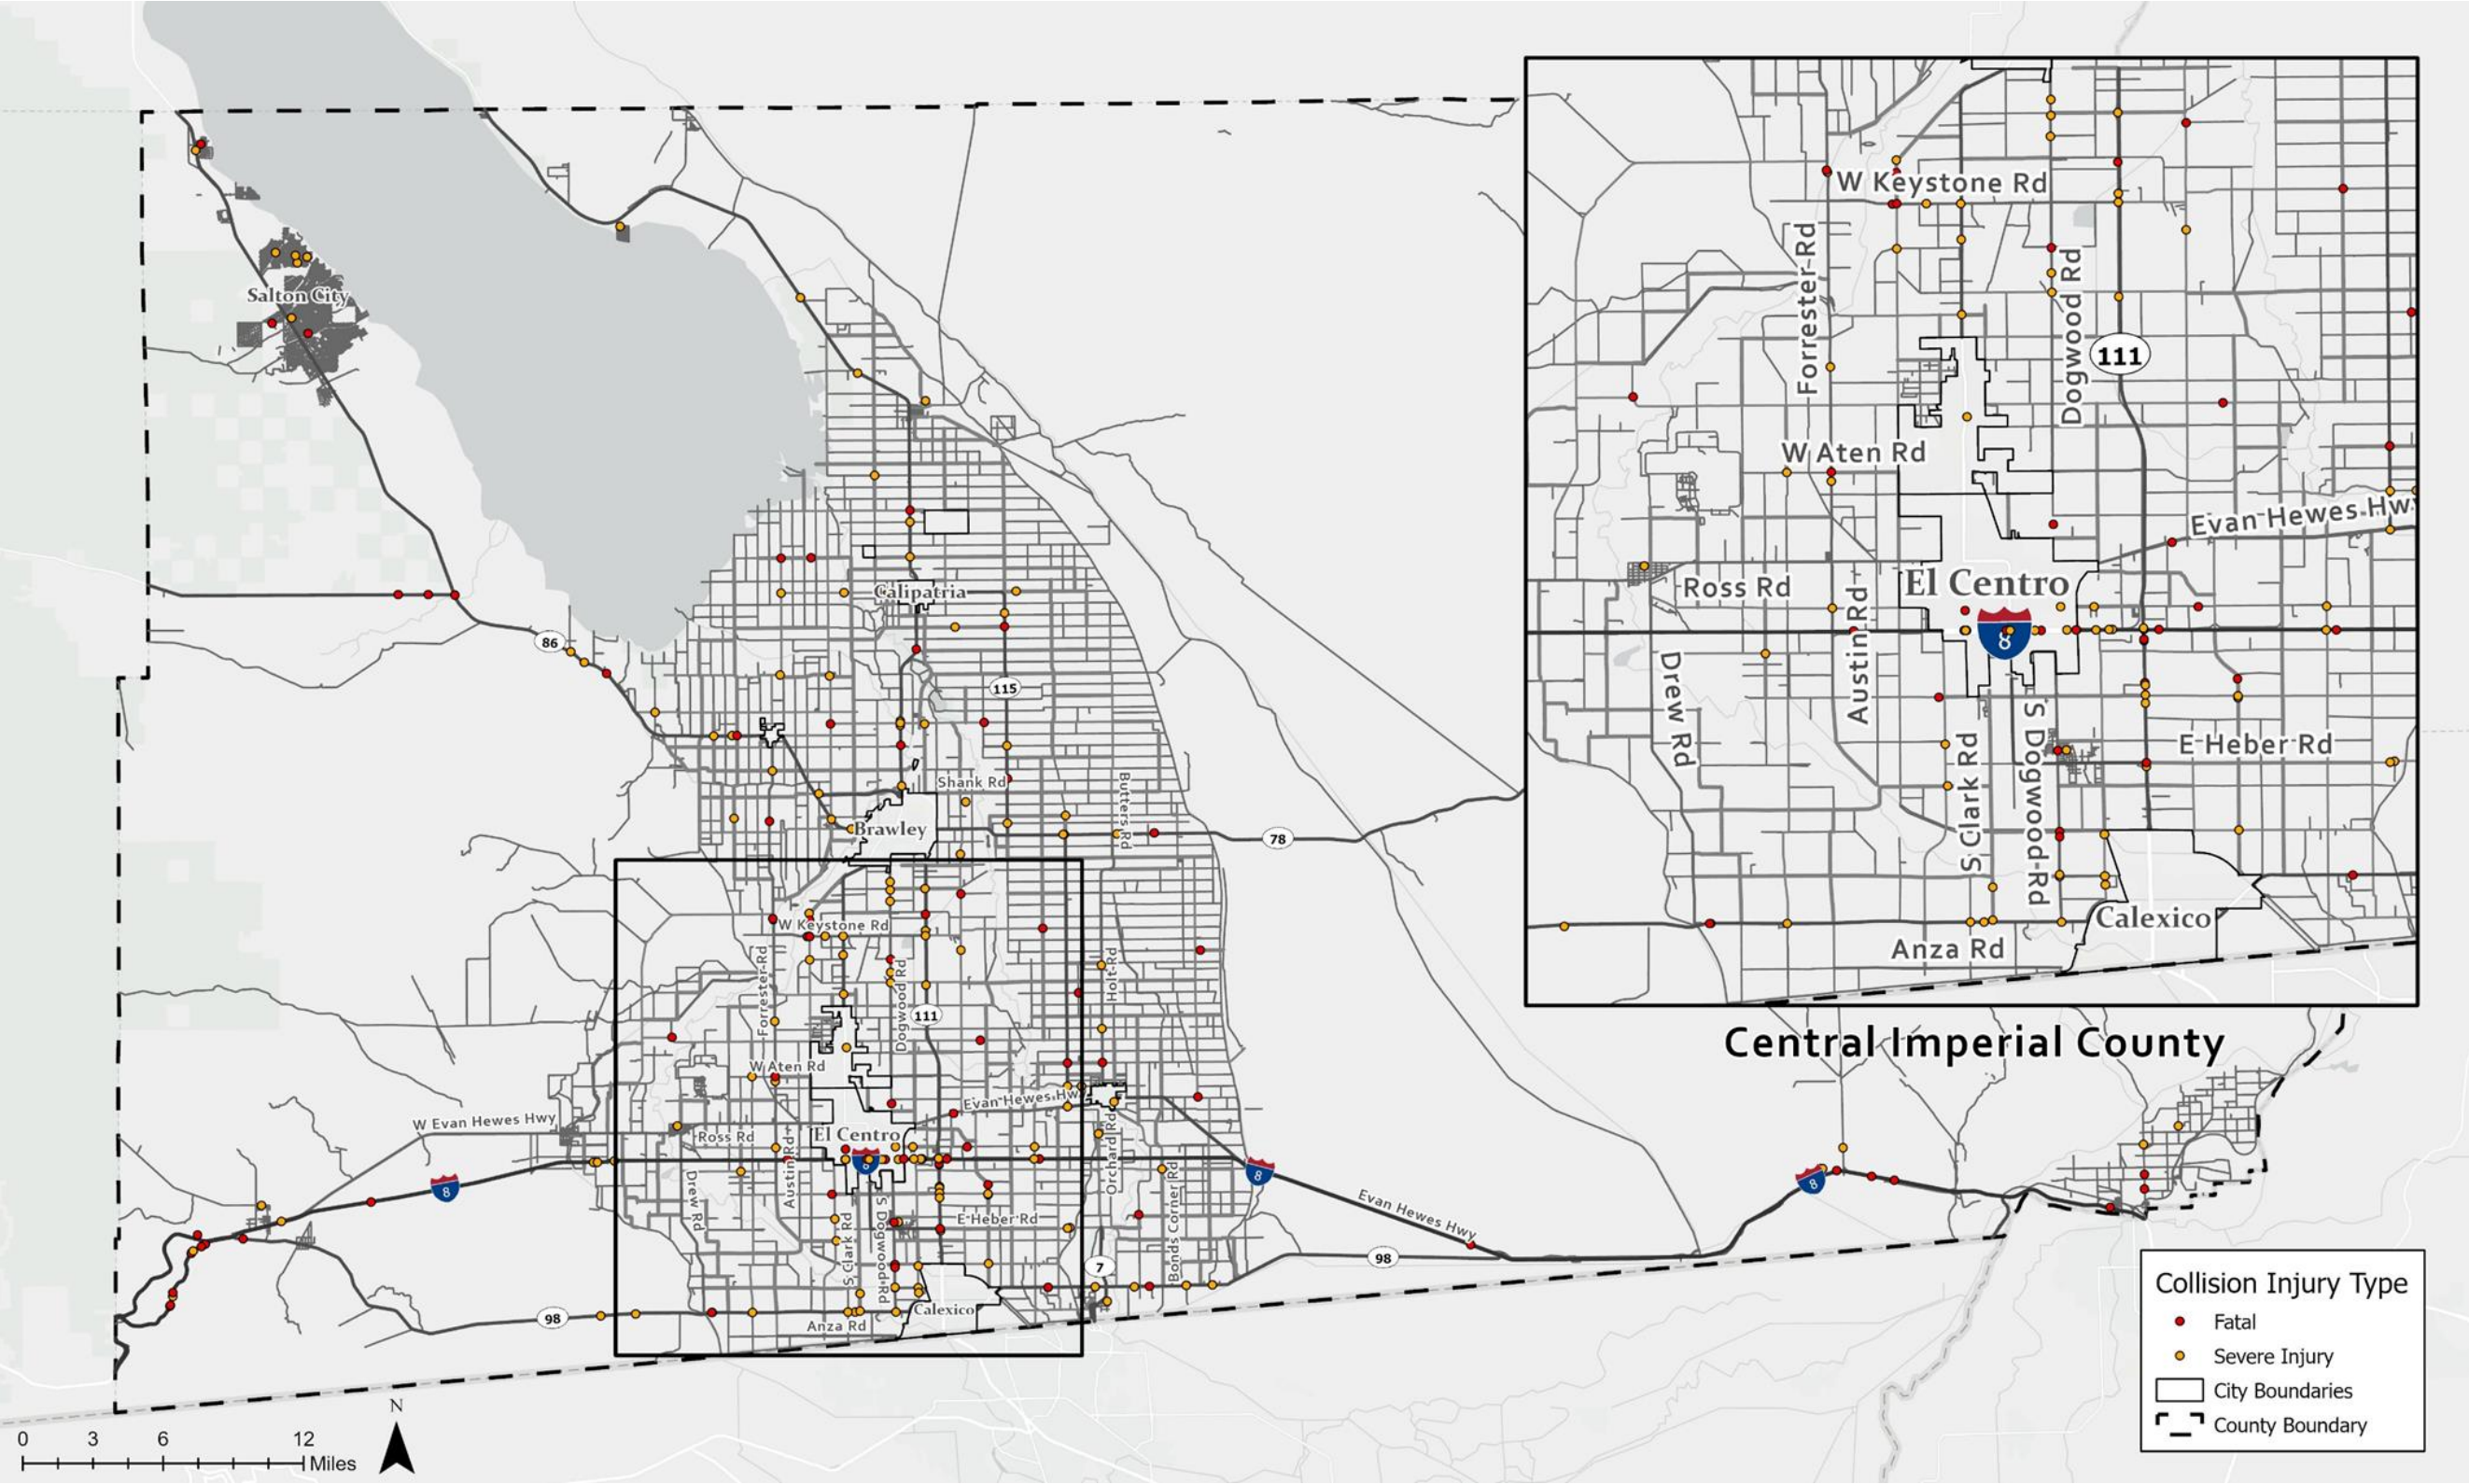 Salton City
86
Calipatria
115
Shank Rd
Butters Rd
Brawley
78
W Keystone Rd
Forrester-Rd
Dogwood Rd
Holt-Rd
111
W Aten Rd
W Evan Hewes Hwy
Evan-Hewes.Hw
Ross Rd
El Centro
8
8
8
8
Austin Rd
Orchard Rd
Drew Rd
S Clark Rd
S Dogwood-Rd
E Heber Rd
Bonds Corner Rd
Evan Hewes Hwy
7
98
98
Calexico
Anza Rd
W Keystone Rd
Forrester-Rd
Dogwood Rd
111
W Aten Rd
Evan Hewes Hw
El Centro
Ross Rd
8
Austin Rd
Drew Rd
S Clark Rd
S Dogwood-Rd
E Heber Rd
Calexico
Anza Rd
Central Imperial County
Collision Injury Type
Fatal
Severe Injury
City Boundaries
County Boundary
N
0 3 6 12
Miles